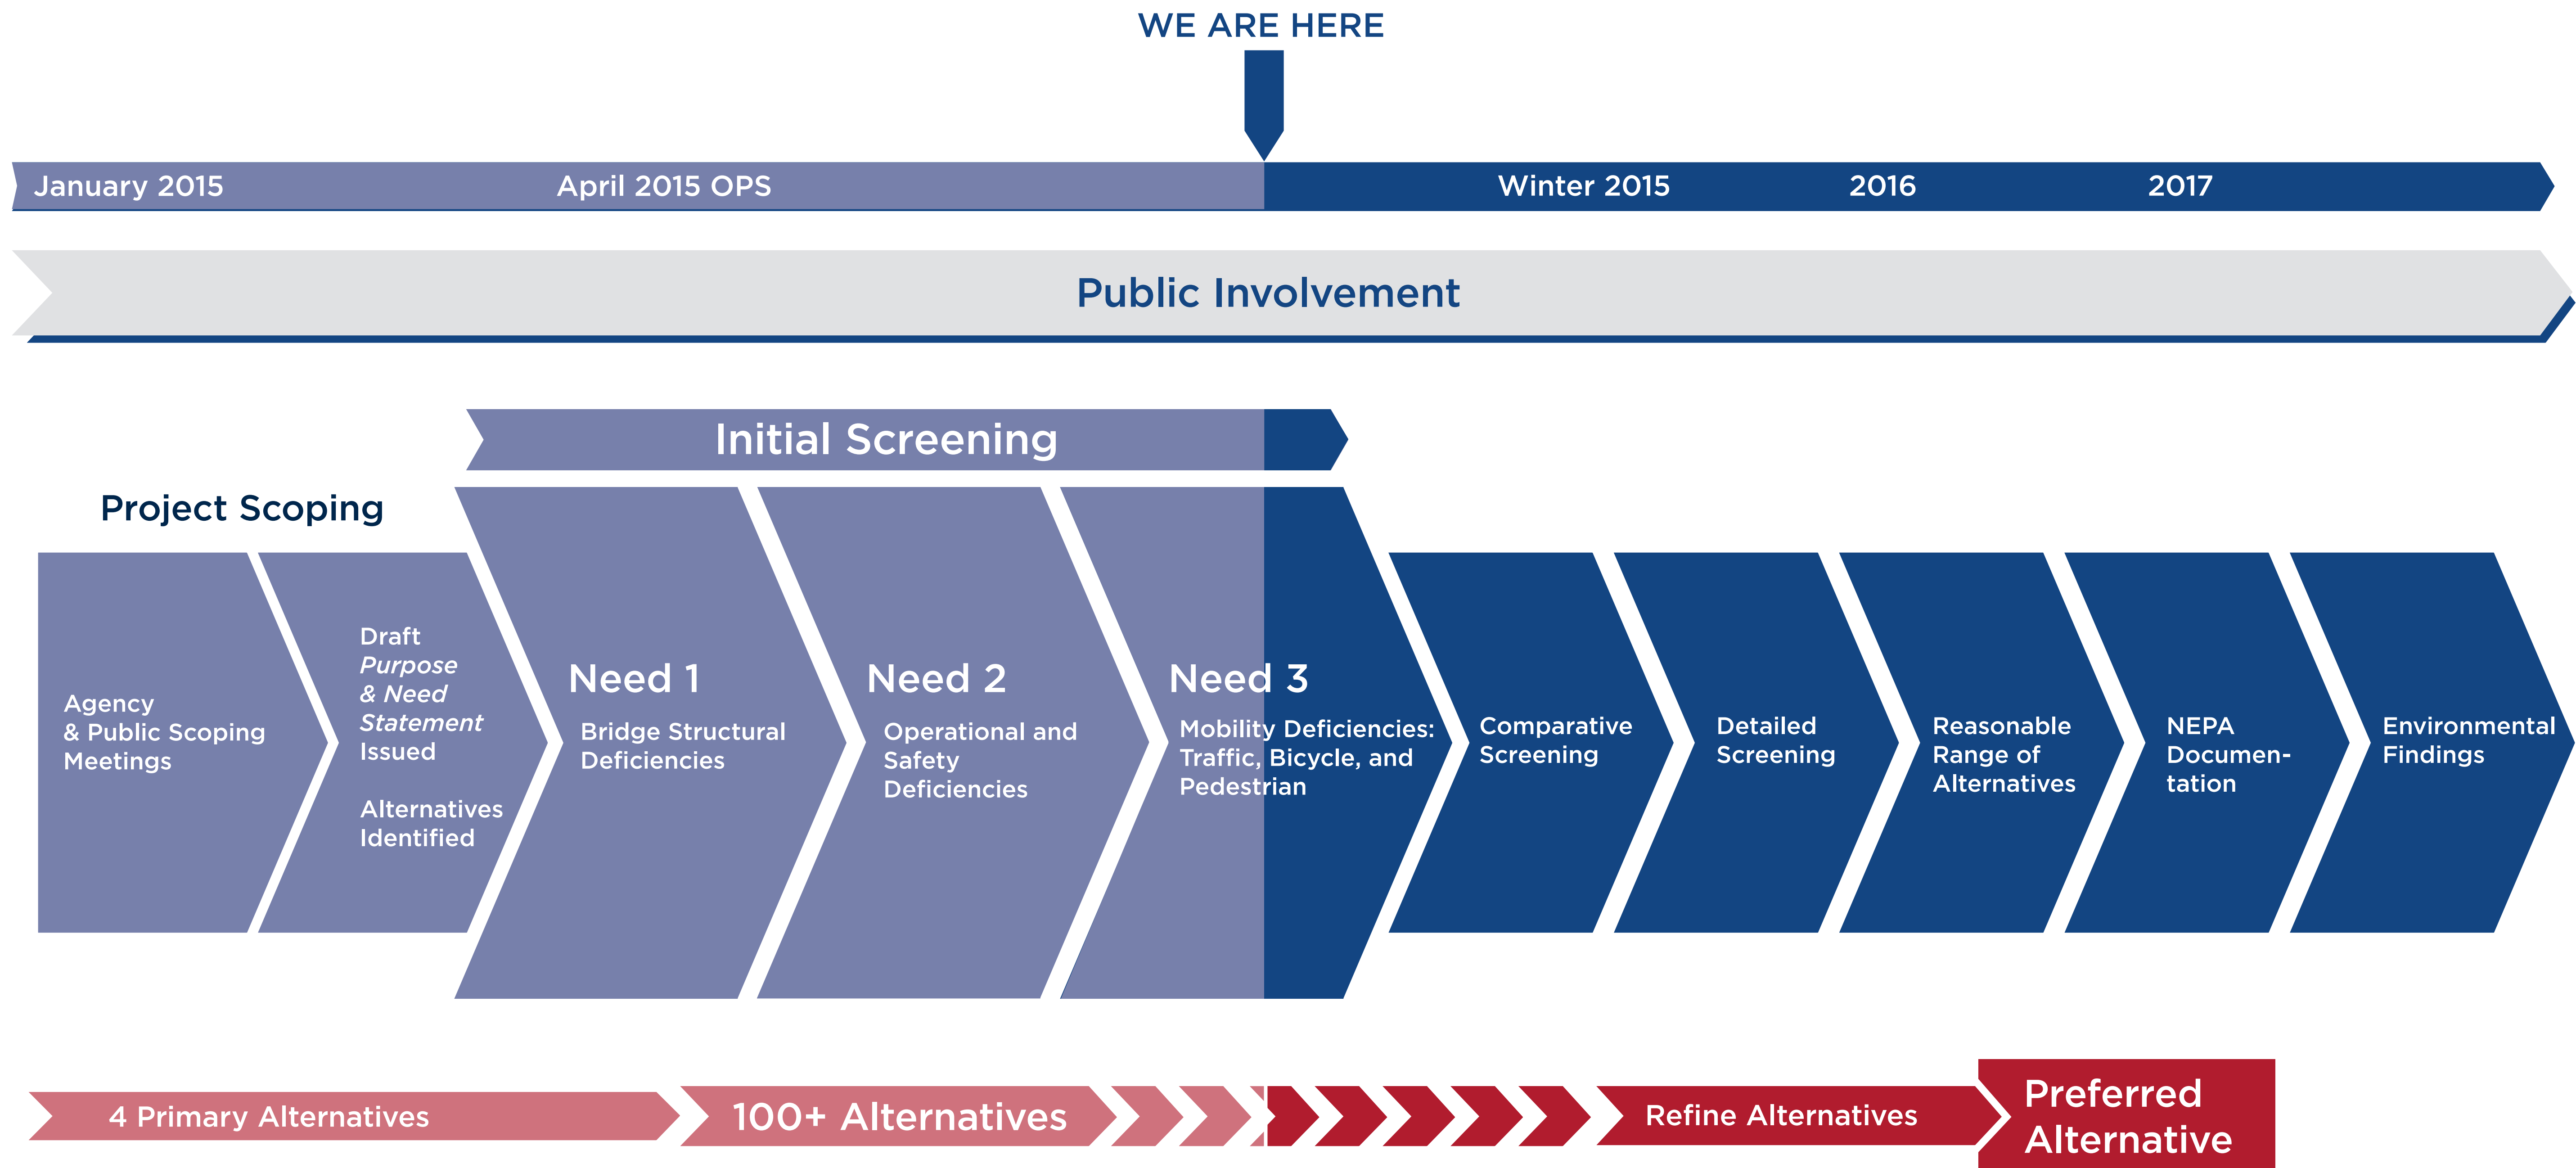 WE ARE HERE
January 2015
April 2015 OPS
Winter 2015
2016
2017
Public Involvement
Initial Screening
Project Scoping
Agency
& Public Scoping
Meetings
Draft
Purpose
& Need
Statement
Issued
Alternatives
Identified
Need 1
Bridge Structural
Deficiencies
Need 2
Operational and
Safety
Deficiencies
Need 3
Mobility Deficiencies:
Traffic, Bicycle, and
Pedestrian
Comparative
Screening
Detailed
Screening
Reasonable
Range of
Alternatives
NEPA
Documen-
tation
Environmental
Findings
4 Primary Alternatives
100+ Alternatives
Refine Alternatives
Preferred
Alternative